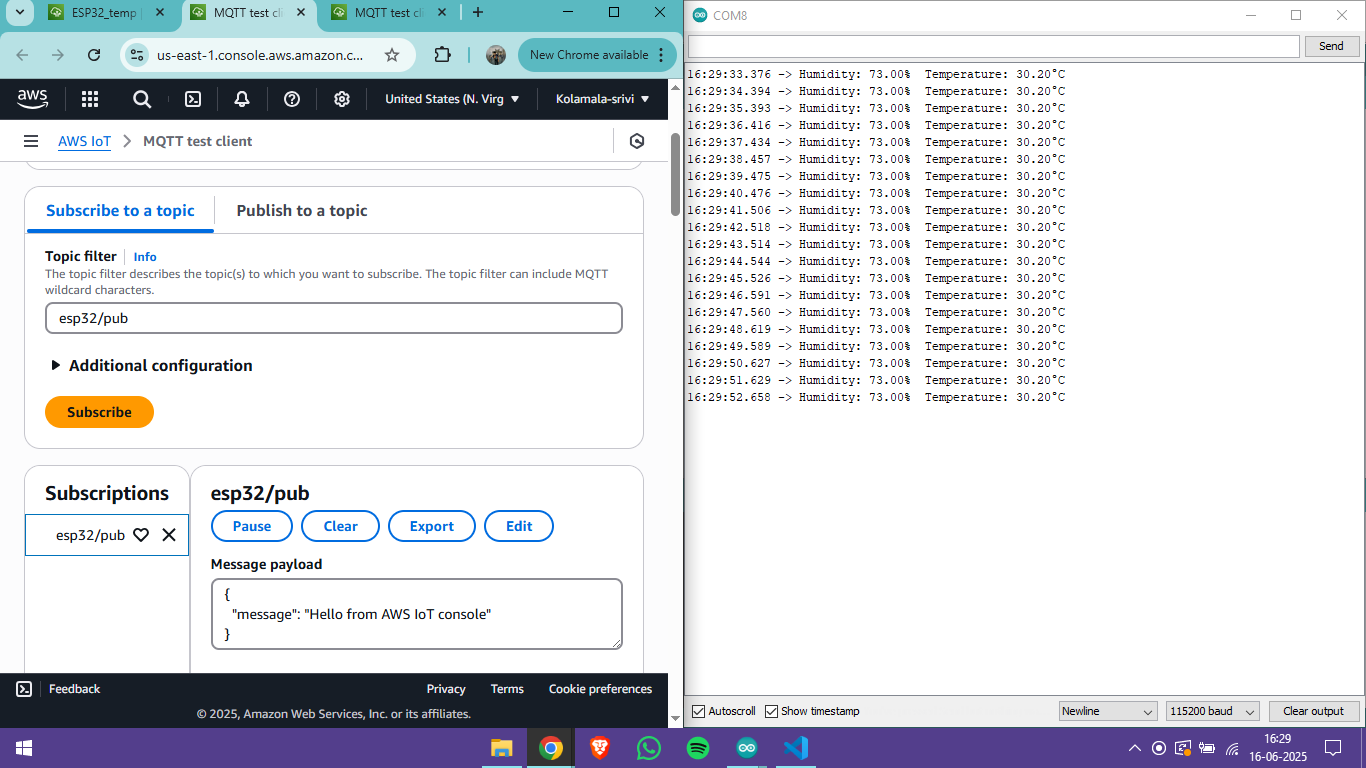 ESP32_temp
MQTT test cli
MQTT test cli
us-east-1.console.aws.amazon.c...
New Chrome available
aws
United States (N. Virg
Kolamala-srivi
AWS IoT
MQTT test client
Subscribe to a topic
Publish to a topic
Topic filter
Info
The topic filter describes the topic(s) to which you want to subscribe. The topic filter can include MQTT
wildcard characters.
esp32/pub
Additional configuration
Subscribe
Subscriptions
esp32/pub
esp32/pub
Pause
Clear
Export
Edit
Message payload
{
"message": "Hello from AWS IoT console"
}
Feedback
Privacy
Terms
Cookie preferences
© 2025, Amazon Web Services, Inc. or its affiliates.
COM8
Send
16:29:33.376 -> Humidity: 73.00%  Temperature: 30.20°C
16:29:34.394 -> Humidity: 73.00%  Temperature: 30.20°C
16:29:35.393 -> Humidity: 73.00%  Temperature: 30.20°C
16:29:36.416 -> Humidity: 73.00%  Temperature: 30.20°C
16:29:37.434 -> Humidity: 73.00%  Temperature: 30.20°C
16:29:38.457 -> Humidity: 73.00%  Temperature: 30.20°C
16:29:39.475 -> Humidity: 73.00%  Temperature: 30.20°C
16:29:40.476 -> Humidity: 73.00%  Temperature: 30.20°C
16:29:41.506 -> Humidity: 73.00%  Temperature: 30.20°C
16:29:42.518 -> Humidity: 73.00%  Temperature: 30.20°C
16:29:43.514 -> Humidity: 73.00%  Temperature: 30.20°C
16:29:44.544 -> Humidity: 73.00%  Temperature: 30.20°C
16:29:45.526 -> Humidity: 73.00%  Temperature: 30.20°C
16:29:46.591 -> Humidity: 73.00%  Temperature: 30.20°C
16:29:47.560 -> Humidity: 73.00%  Temperature: 30.20°C
16:29:48.619 -> Humidity: 73.00%  Temperature: 30.20°C
16:29:49.589 -> Humidity: 73.00%  Temperature: 30.20°C
16:29:50.627 -> Humidity: 73.00%  Temperature: 30.20°C
16:29:51.629 -> Humidity: 73.00%  Temperature: 30.20°C
16:29:52.658 -> Humidity: 73.00%  Temperature: 30.20°C
Autoscroll
Show timestamp
Newline
115200 baud
Clear output
16:29
16-06-2025